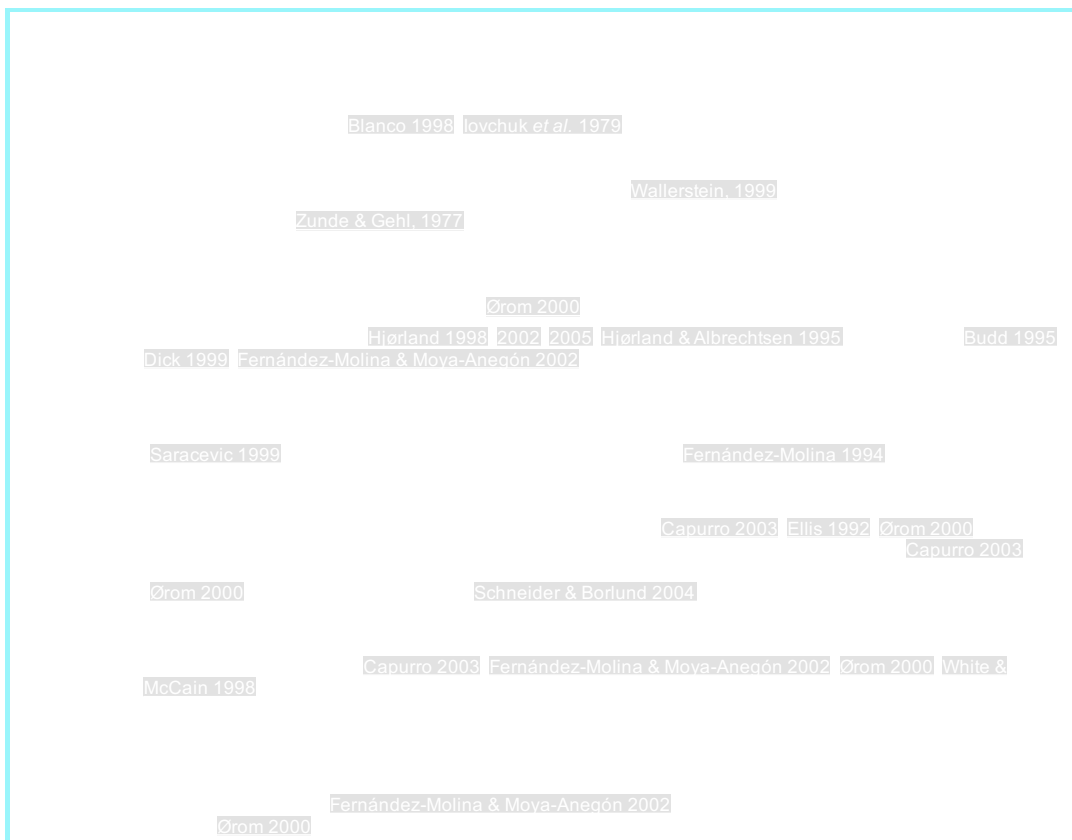 Blanco 1998 Iovchuk et al. 1979
Wallerstein, 1999
Zunde & Gehl, 1977
Ørom 2000
Hjørland 1998 2002 2005 Hjørland & Albrechtsen 1995 Budd 1995
Dick 1999 Fernández-Molina & Moya-Anegón 2002
Saracevic 1999 Fernández-Molina 1994
Capurro 2003 Ellis 1992 Ørom 2000
Capurro 2003
Ørom 2000 Schneider & Borlund 2004
Capurro 2003 Fernández-Molina & Moya-Anegón 2002 Ørom 2000 White &
McCain 1998
Fernández-Molina & Moya-Anegón 2002
Ørom 2000